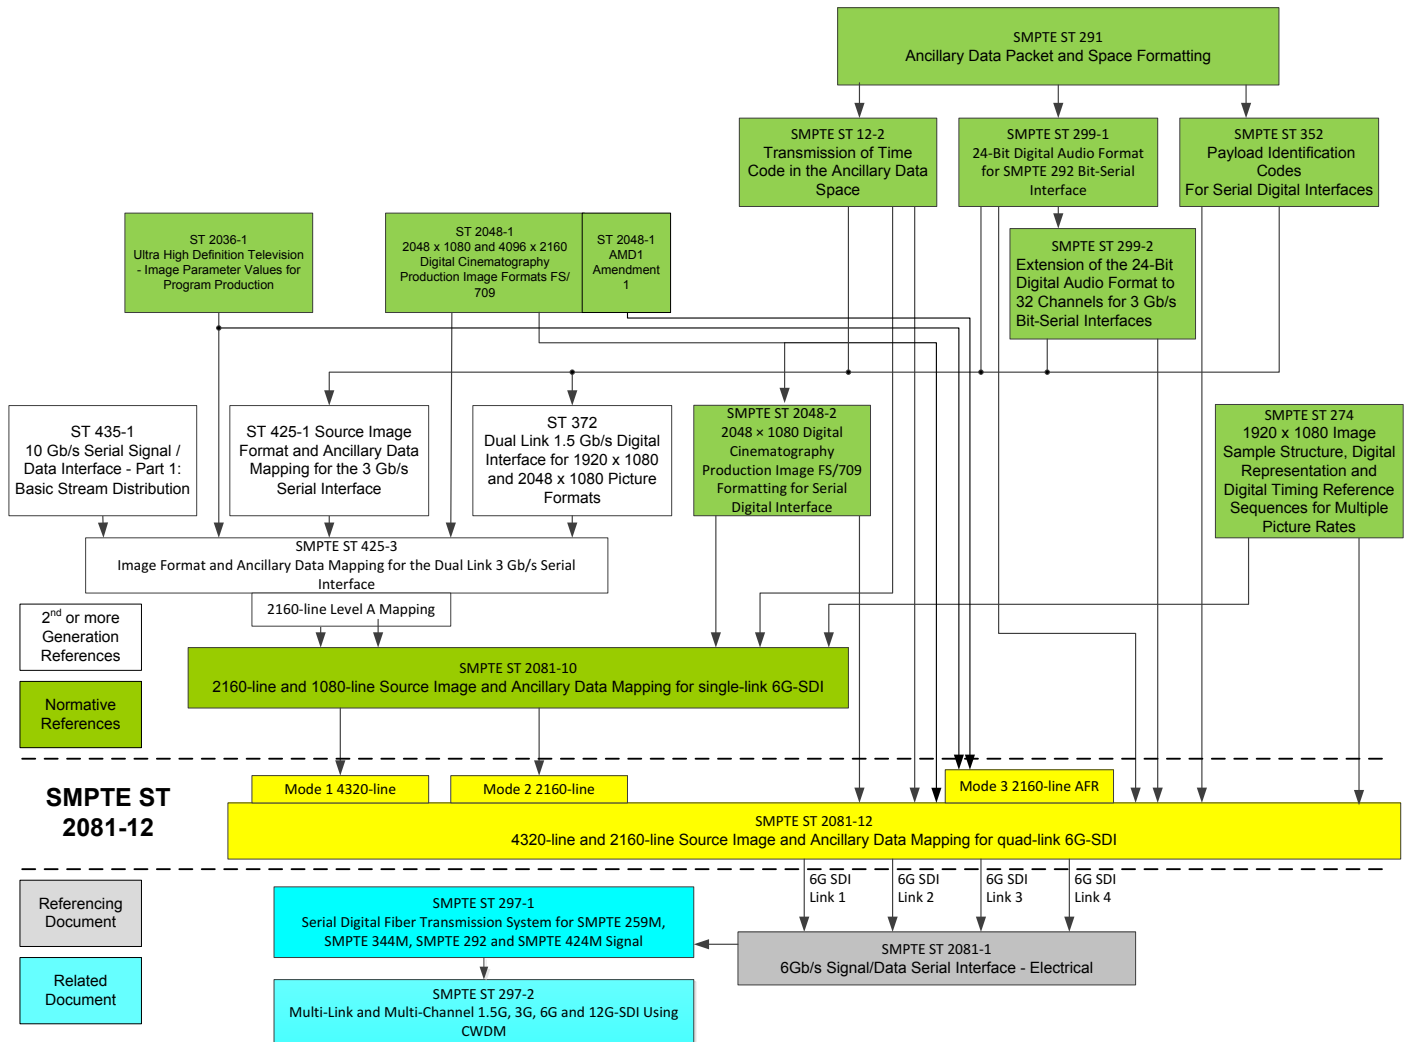 SMPTE ST 291
Ancillary Data Packet and Space Formatting
SMPTE ST 12-2
Transmission of Time
Code in the Ancillary Data
Space
SMPTE ST 299-1
24-Bit Digital Audio Format
for SMPTE 292 Bit-Serial
Interface
SMPTE ST 352
Payload Identification
Codes
For Serial Digital Interfaces
ST 2036-1
Ultra High Definition Television
- Image Parameter Values for
Program Production
ST 2048-1
2048 x 1080 and 4096 x 2160
Digital Cinematography
Production Image Formats FS/
709
ST 2048-1
AMD1
Amendment
1
SMPTE ST 299-2
Extension of the 24-Bit
Digital Audio Format to
32 Channels for 3 Gb/s
Bit-Serial Interfaces
ST 435-1
10 Gb/s Serial Signal /
Data Interface - Part 1:
Basic Stream Distribution
ST 425-1 Source Image
Format and Ancillary Data
Mapping for the 3 Gb/s
Serial Interface
ST 372
Dual Link 1.5 Gb/s Digital
Interface for 1920 x 1080
and 2048 x 1080 Picture
Formats
SMPTE ST 2048-2
2048 × 1080 Digital
Cinematography
Production Image FS/709
Formatting for Serial
Digital Interface
SMPTE ST 274
1920 x 1080 Image
Sample Structure, Digital
Representation and
Digital Timing Reference
Sequences for Multiple
Picture Rates
SMPTE ST 425-3
Image Format and Ancillary Data Mapping for the Dual Link 3 Gb/s Serial
Interface
2160-line Level A Mapping
2nd or more
Generation
References
Normative
References
SMPTE ST 2081-10
2160-line and 1080-line Source Image and Ancillary Data Mapping for single-link 6G-SDI
SMPTE ST
2081-12
Mode 1 4320-line
Mode 2 2160-line
Mode 3 2160-line AFR
SMPTE ST 2081-12
4320-line and 2160-line Source Image and Ancillary Data Mapping for quad-link 6G-SDI
6G SDI
Link 1
6G SDI
Link 2
6G SDI
Link 3
6G SDI
Link 4
Referencing
Document
Related
Document
SMPTE ST 297-1
Serial Digital Fiber Transmission System for SMPTE 259M,
SMPTE 344M, SMPTE 292 and SMPTE 424M Signal
SMPTE ST 2081-1
6Gb/s Signal/Data Serial Interface - Electrical
SMPTE ST 297-2
Multi-Link and Multi-Channel 1.5G, 3G, 6G and 12G-SDI Using
CWDM